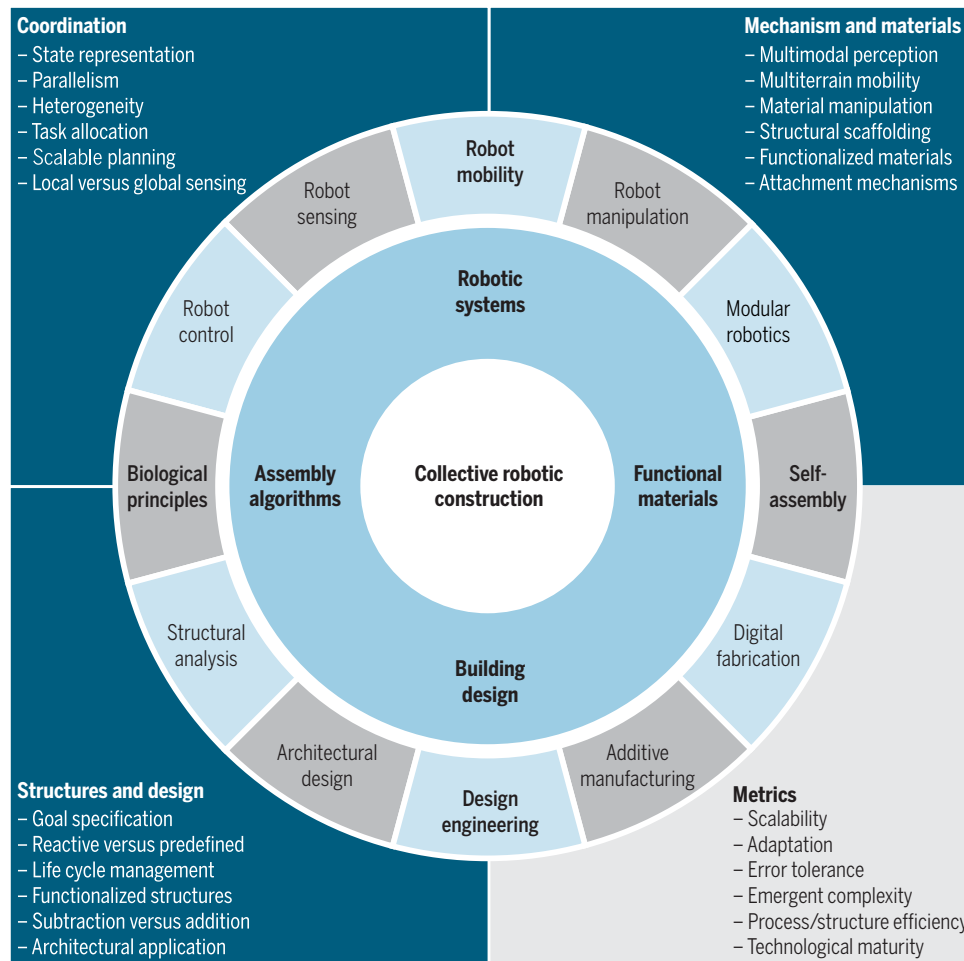 Coordination
– State representation
– Parallelism
– Heterogeneity
– Task allocation
– Scalable planning
– Local versus global sensing
Mechanism and materials
– Multimodal perception
– Multiterrain mobility
– Material manipulation
– Structural scaffolding
– Functionalized materials
– Attachment mechanisms
Robot
mobility
Robot
sensing
Robot
manipulation
Robot
control
Modular
robotics
Robotic
systems
Biological
principles
Assembly
algorithms
Collective robotic
construction
Functional
materials
Self-
assembly
Structural
analysis
Digital
fabrication
Building
design
Architectural
design
Additive
manufacturing
Design
engineering
Structures and design
– Goal specification
– Reactive versus predefined
– Life cycle management
– Functionalized structures
– Subtraction versus addition
– Architectural application
Metrics
– Scalability
– Adaptation
– Error tolerance
– Emergent complexity
– Process/structure efficiency
– Technological maturity